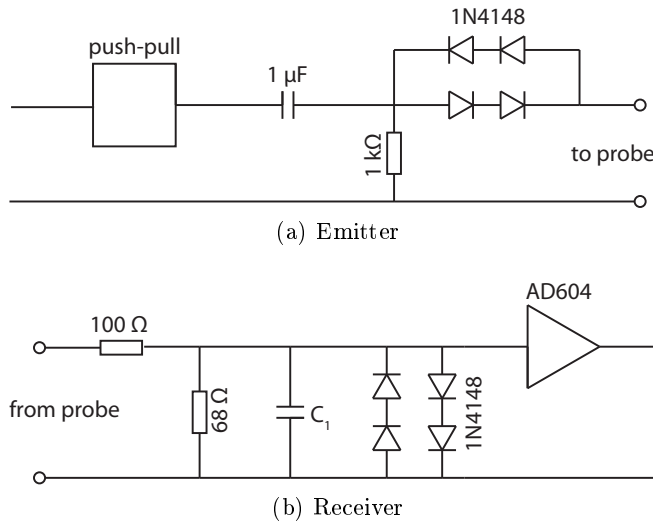 1N4148
push-pull
1 µF
1 kΩ
to probe
(a) Emitter
AD604
100 Ω
from probe
68 Ω
C₁
1N4148
(b) Receiver